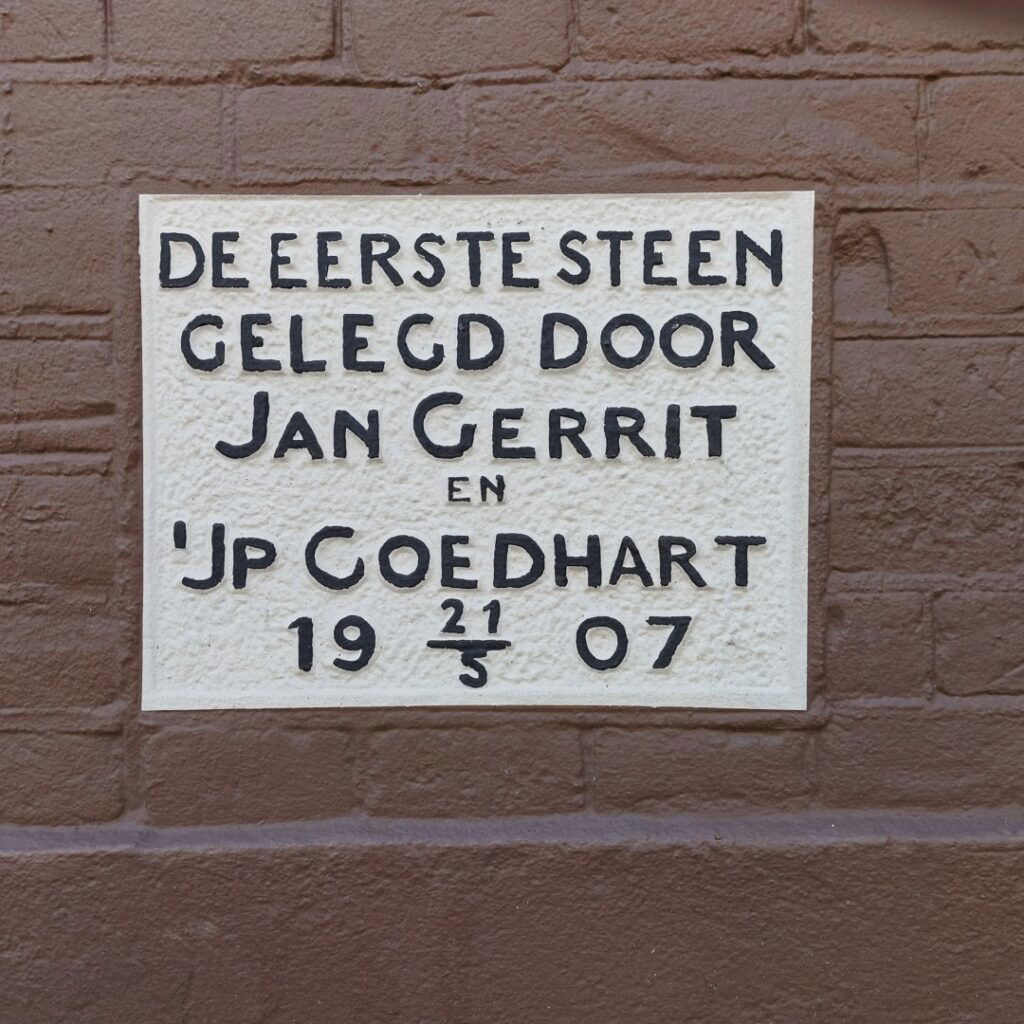 DE EERSTE STEEN
GELEGD DOOR
JAN GERRIT
EN
'JP GOEDHART
19 21/5 07